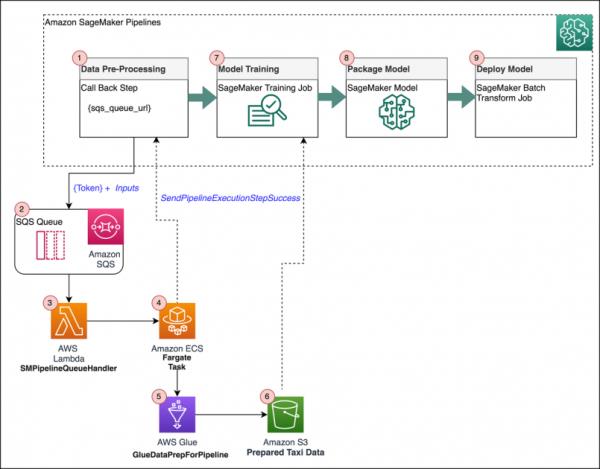 Amazon SageMaker Pipelines
1
Data Pre-Processing
Call Back Step
{sqs_queue_url}
7
Model Training
SageMaker Training Job
8
Package Model
SageMaker Model
9
Deploy Model
SageMaker Batch
Transform Job
{Token} + Inputs
SendPipelineExecutionStepSuccess
2
SQS Queue
Amazon
SQS
3
AWS
Lambda
SMPipelineQueueHandler
4
Amazon ECS
Fargate
Task
5
AWS Glue
GlueDataPrepForPipeline
6
Amazon S3
Prepared Taxi Data